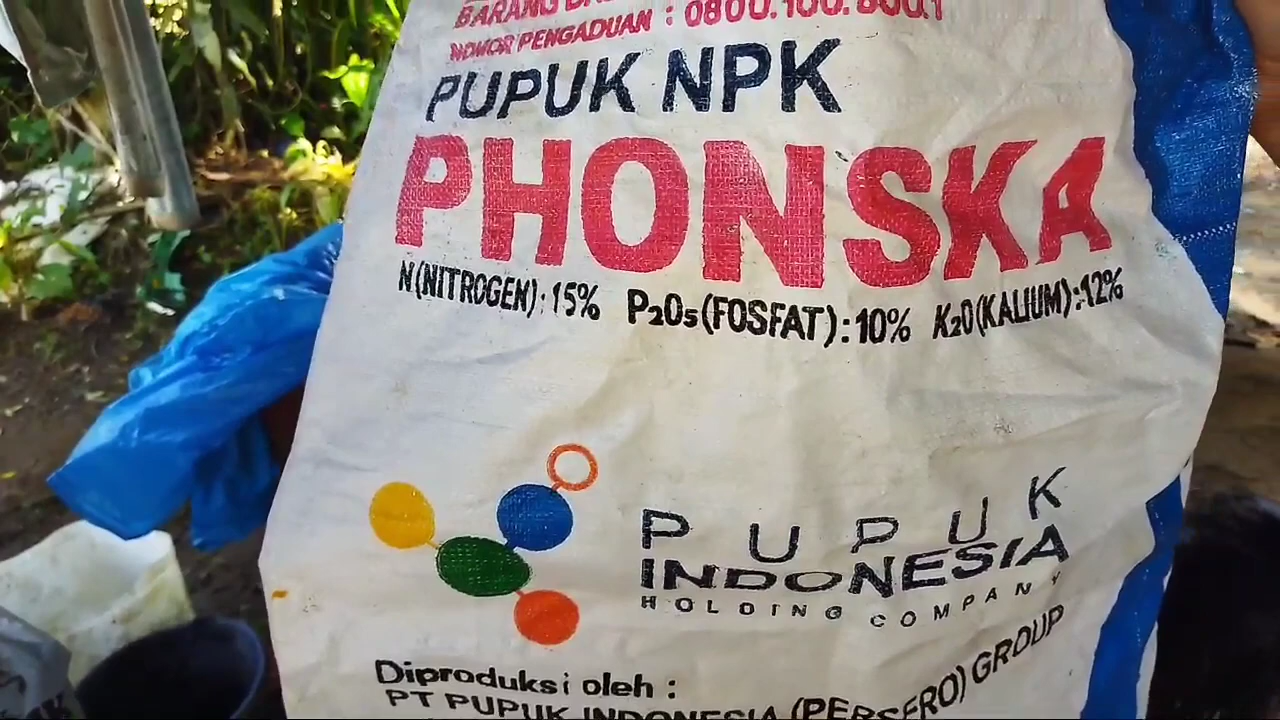 BARANG
NOMOR PENGADUAN : 0800.100.8001
PUPUK NPK
PHONSKA
N(NITROGEN):15% P₂O₅(FOSFAT):10% K₂O(KALIUM):12%
PUPUK
INDONESIA
HOLDING COMPANY
Diproduksi oleh :
PT PUPUK INDONESIA (PERSERO) GROUP